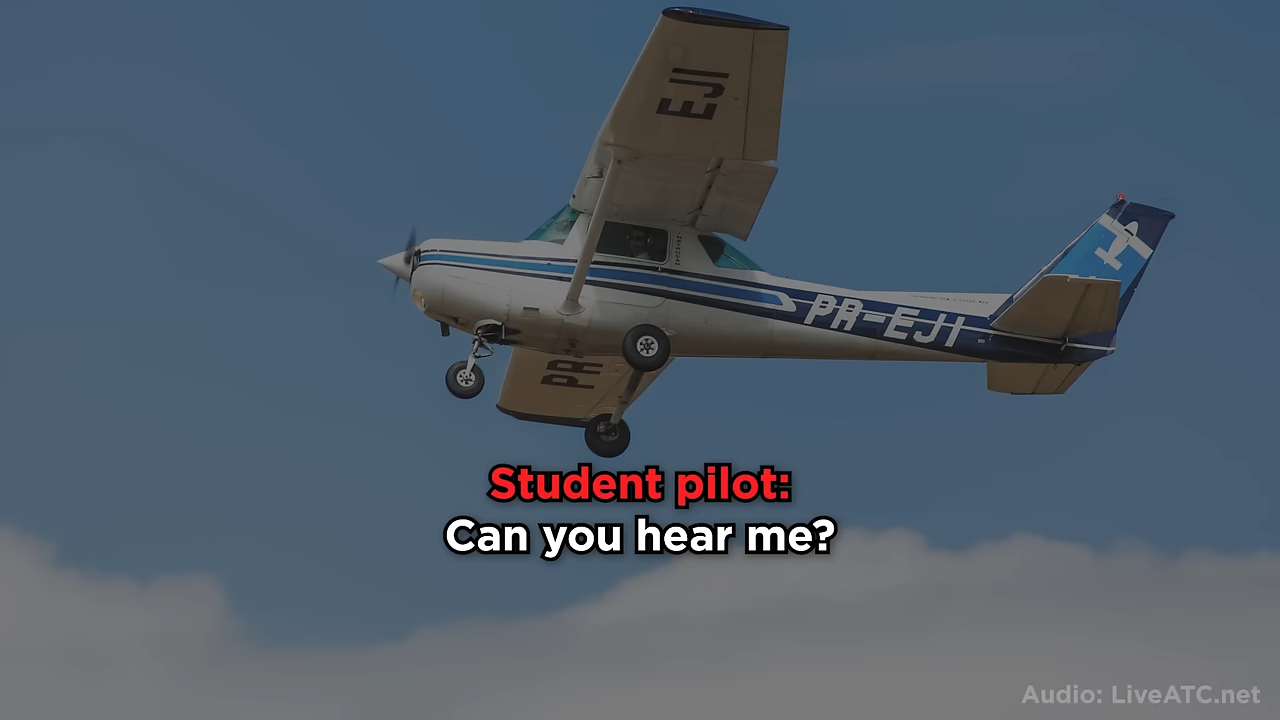 EJI
PR-EJI
PR
Student pilot:
Can you hear me?
Audio: LiveATC.net